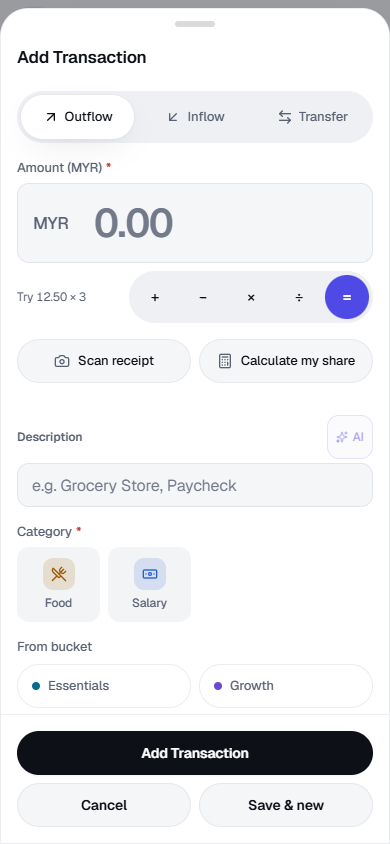 Add Transaction
Outflow
Inflow
Transfer
Amount (MYR) *
MYR 0.00
Try 12.50 × 3
+ − × ÷ =
Scan receipt
Calculate my share
Description
AI
e.g. Grocery Store, Paycheck
Category *
Food
Salary
From bucket
Essentials
Growth
Add Transaction
Cancel
Save & new